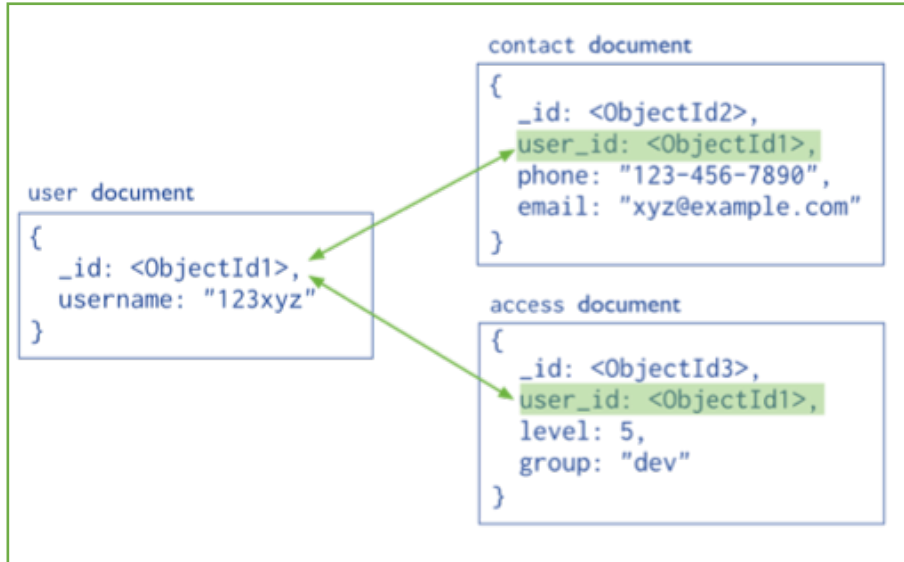 contact document
{
_id: <ObjectId2>,
user_id: <ObjectId1>,
phone: "123-456-7890",
email: "xyz@example.com"
}
user document
{
_id: <ObjectId1>,
username: "123xyz"
}
access document
{
_id: <ObjectId3>,
user_id: <ObjectId1>,
level: 5,
group: "dev"
}